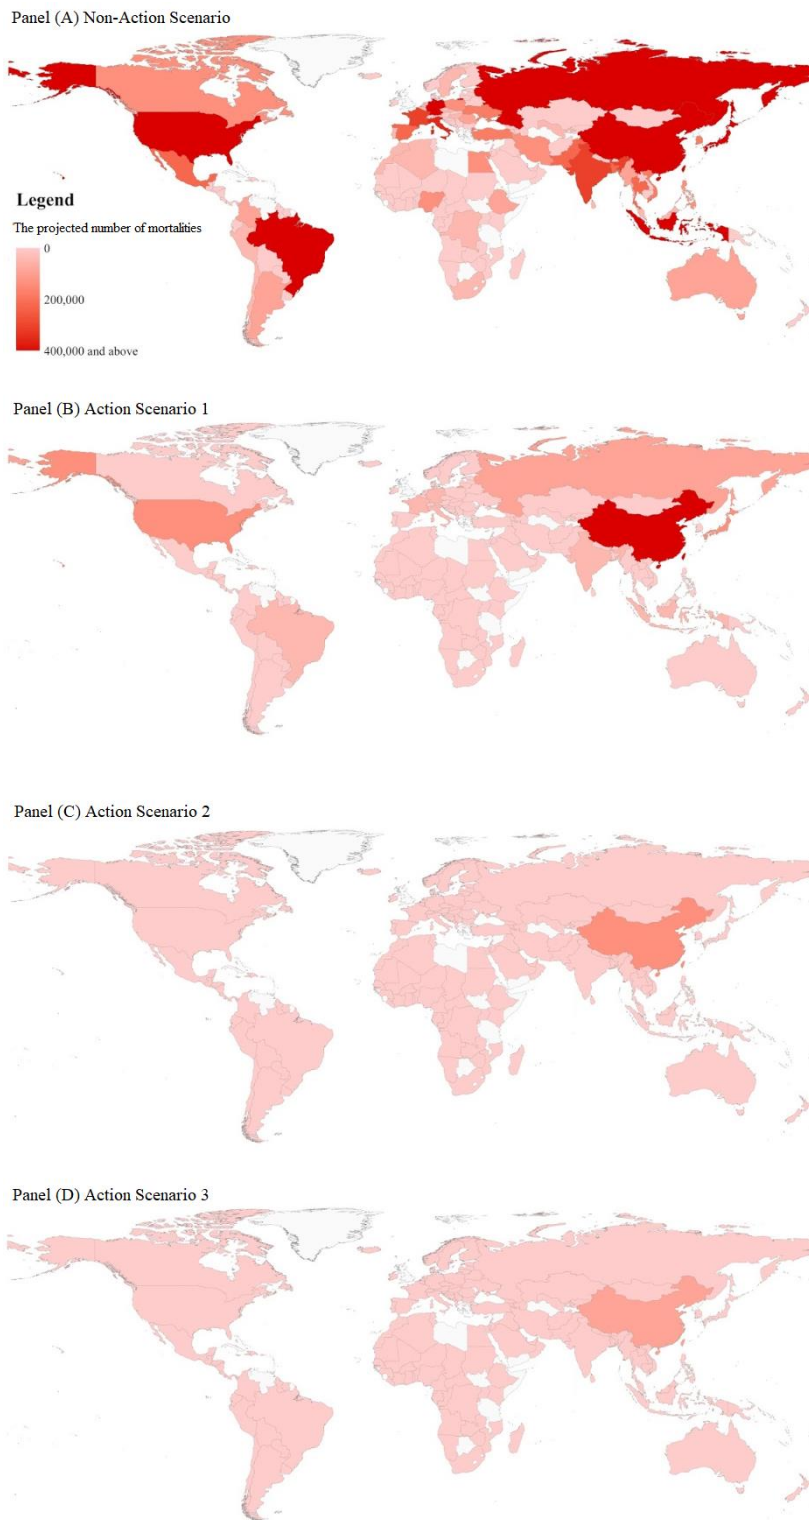 Panel (A) Non-Action Scenario
Legend
The projected number of mortalities
0
200,000
400,000 and above
Panel (B) Action Scenario 1
Panel (C) Action Scenario 2
Panel (D) Action Scenario 3